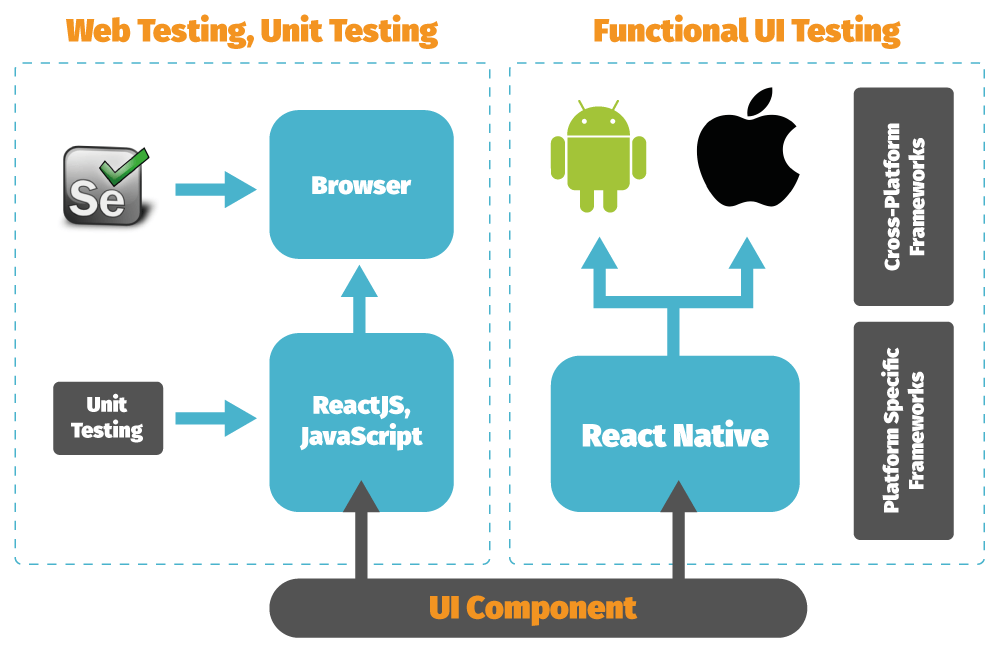 Web Testing, Unit Testing
Functional UI Testing
Se
Browser
Unit
Testing
ReactJS,
JavaScript
React Native
Cross-Platform
Frameworks
Platform Specific
Frameworks
UI Component